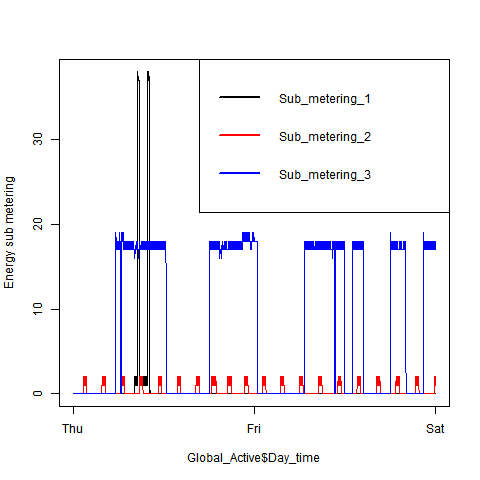 Sub_metering_1
Sub_metering_2
Sub_metering_3
Energy sub metering
30
20
10
0
Thu Fri Sat
Global_Active$Day_time